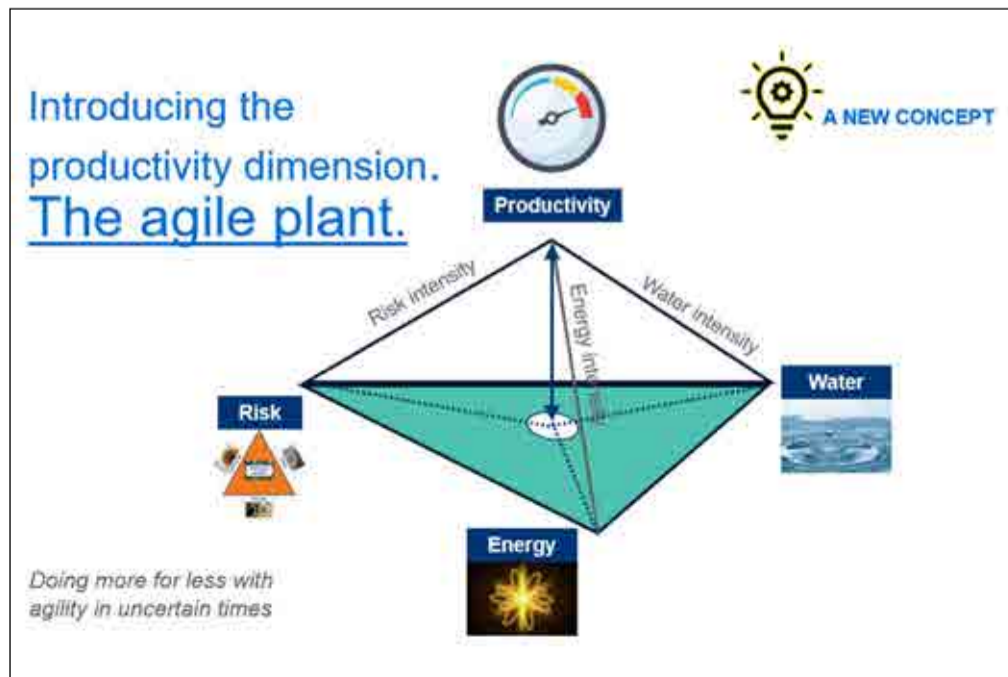 Introducing the
productivity dimension.
The agile plant.
A NEW CONCEPT
Productivity
Risk intensity
Energy intensity
Water intensity
Risk
Water
Energy
Doing more for less with
agility in uncertain times